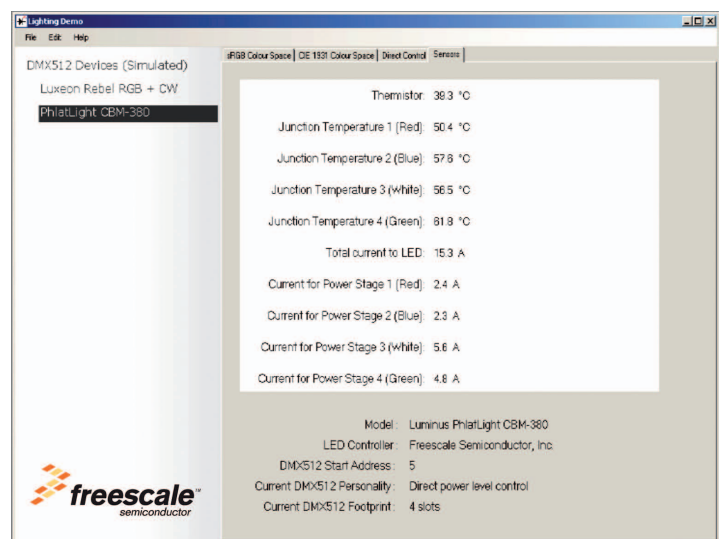 Lighting Demo
File Edit Help
DMX512 Devices (Simulated)
Luxeon Rebel RGB + CW
PhlatLight CBM-380
sRGB Colour Space CIE 1931 Colour Space Direct Control Sensors
Thermistor: 39.3 °C
Junction Temperature 1 (Red): 50.4 °C
Junction Temperature 2 (Blue): 57.6 °C
Junction Temperature 3 (White): 56.5 °C
Junction Temperature 4 (Green): 61.8 °C
Total current to LED: 15.3 A
Current for Power Stage 1 (Red): 2.4 A
Current for Power Stage 2 (Blue): 2.3 A
Current for Power Stage 3 (White): 5.6 A
Current for Power Stage 4 (Green): 4.8 A
Model: Luminus PhlatLight CBM-380
LED Controller: Freescale Semiconductor, Inc.
DMX512 Start Address: 5
Current DMX512 Personality: Direct power level control
Current DMX512 Footprint: 4 slots
freescale™
semiconductor